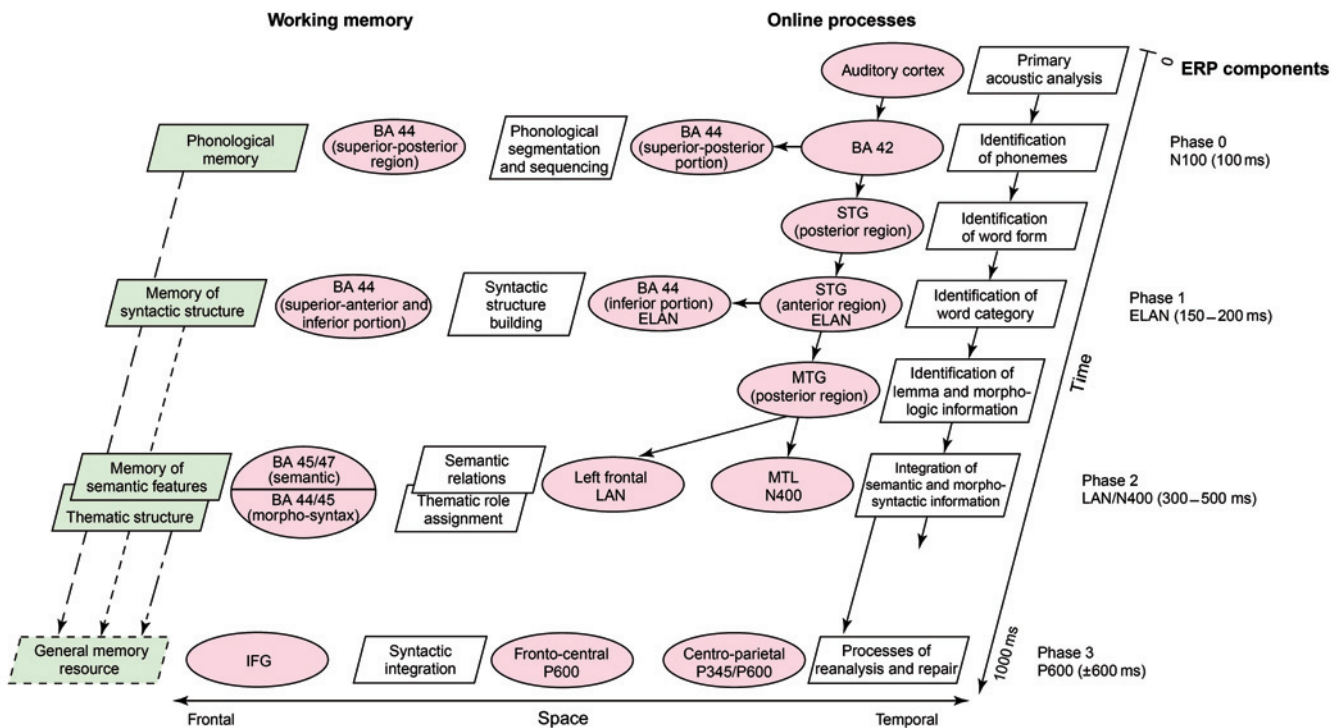 Working memory
Online processes
ERP components
Auditory cortex
Primary
acoustic analysis
0
Phonological
memory
BA 44
(superior-posterior
region)
Phonological
segmentation
and sequencing
BA 44
(superior-posterior
portion)
BA 42
Identification
of phonemes
Phase 0
N100 (100 ms)
STG
(posterior region)
Identification
of word form
Memory of
syntactic structure
BA 44
(superior-anterior and
inferior portion)
Syntactic
structure
building
BA 44
(inferior portion)
ELAN
STG
(anterior region)
ELAN
Identification of
word category
Phase 1
ELAN (150–200 ms)
MTG
(posterior region)
Identification of
lemma and morpho-
logic information
Time
Memory of
semantic features
Thematic structure
BA 45/47
(semantic)
BA 44/45
(morpho-syntax)
Semantic
relations
Thematic role
assignment
Left frontal
LAN
MTL
N400
Integration of
semantic and morpho-
syntactic information
Phase 2
LAN/N400 (300–500 ms)
General memory
resource
IFG
Syntactic
integration
Fronto-central
P600
Centro-parietal
P345/P600
Processes of
reanalysis and repair
1000 ms
Phase 3
P600 (±600 ms)
Frontal
Space
Temporal